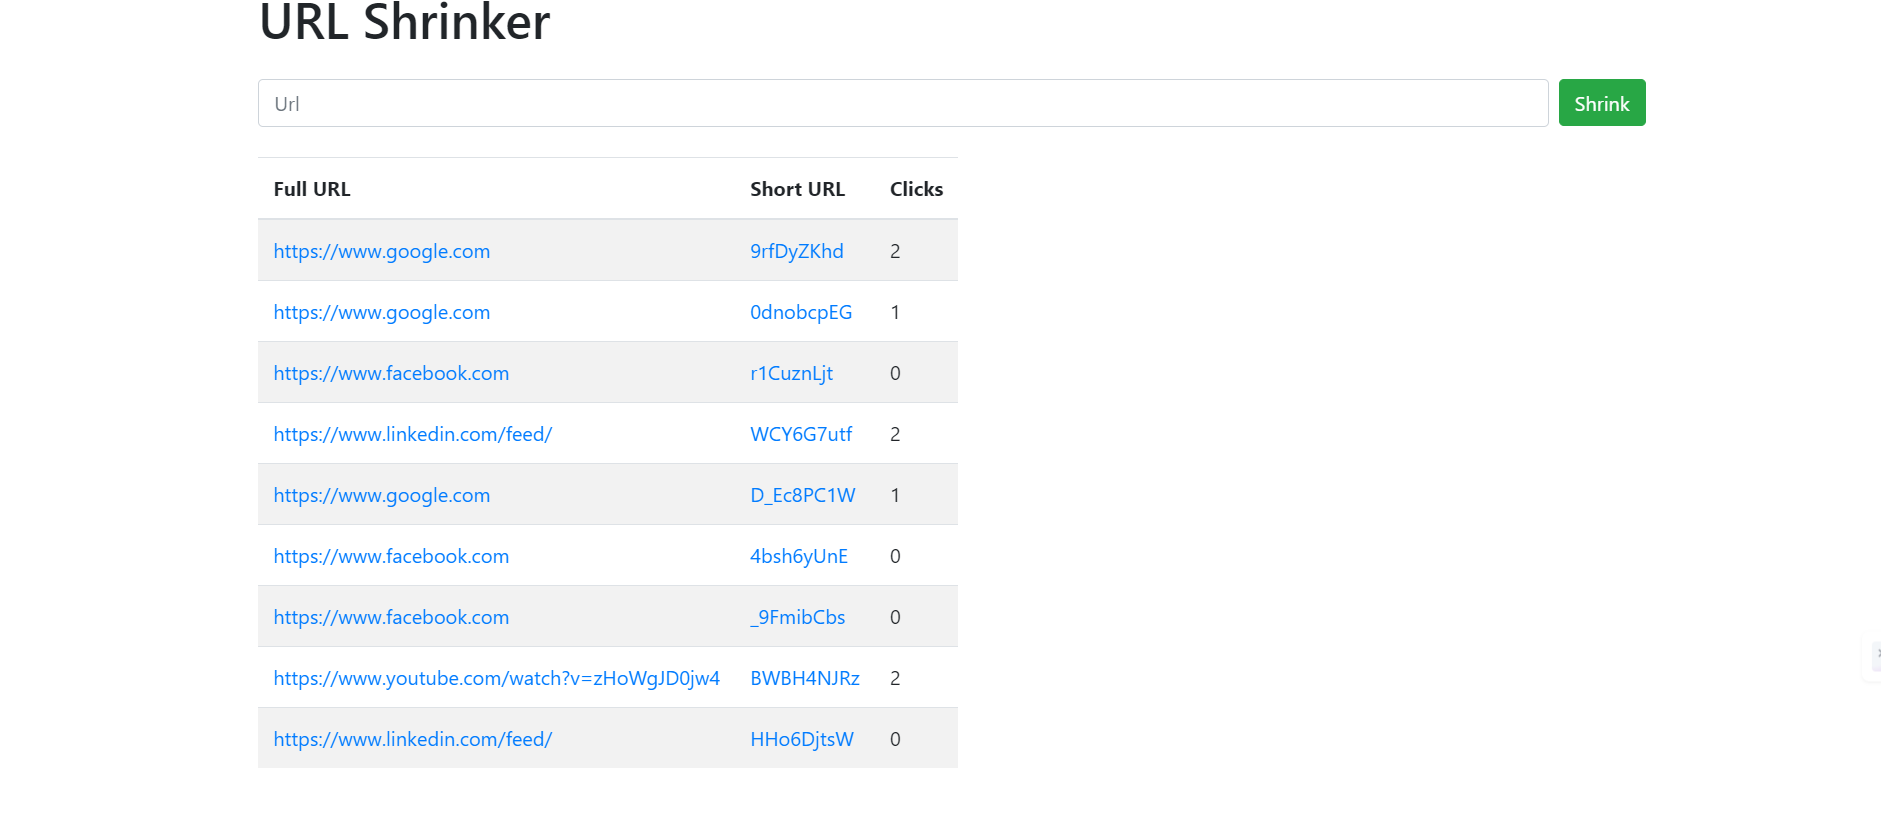 URL Shrinker
Url Shrink
Full URL Short URL Clicks
https://www.google.com 9rfDyZKhd 2
https://www.google.com 0dnobcpEG 1
https://www.facebook.com r1CuznLjt 0
https://www.linkedin.com/feed/ WCY6G7utf 2
https://www.google.com D_Ec8PC1W 1
https://www.facebook.com 4bsh6yUnE 0
https://www.facebook.com _9FmibCbs 0
https://www.youtube.com/watch?v=zHoWgJD0jw4 BWBH4NJRz 2
https://www.linkedin.com/feed/ HHo6DjtsW 0